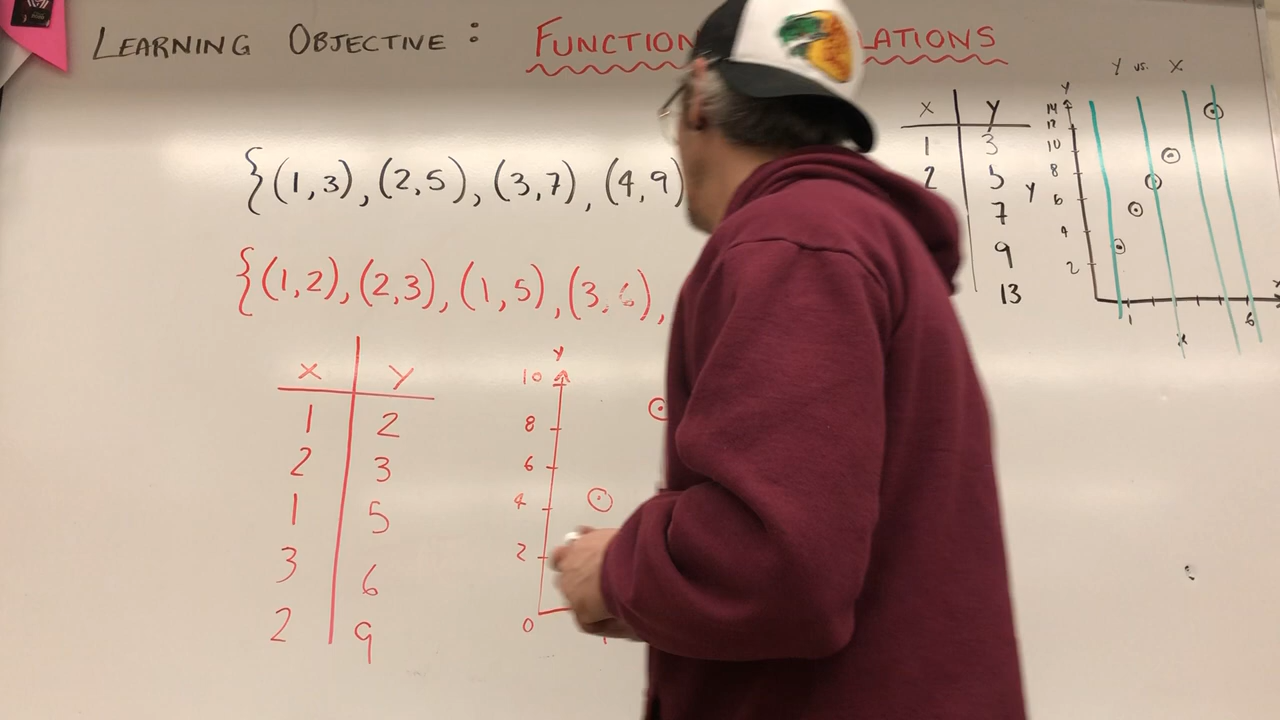 LEARNING OBJECTIVE: FUNCTION LATIONS
{(1,3), (2,5), (3,7), (4,9)
{(1,2), (2,3), (1,5), (3,6),
X Y
1 2
2 3
1 5
3 6
2 9
Y
10
8
6
4
2
0
X Y
1 3
2 5
7
9
13
Y vs. X
Y
14
12
10
8
6
4
2
Y
1
6